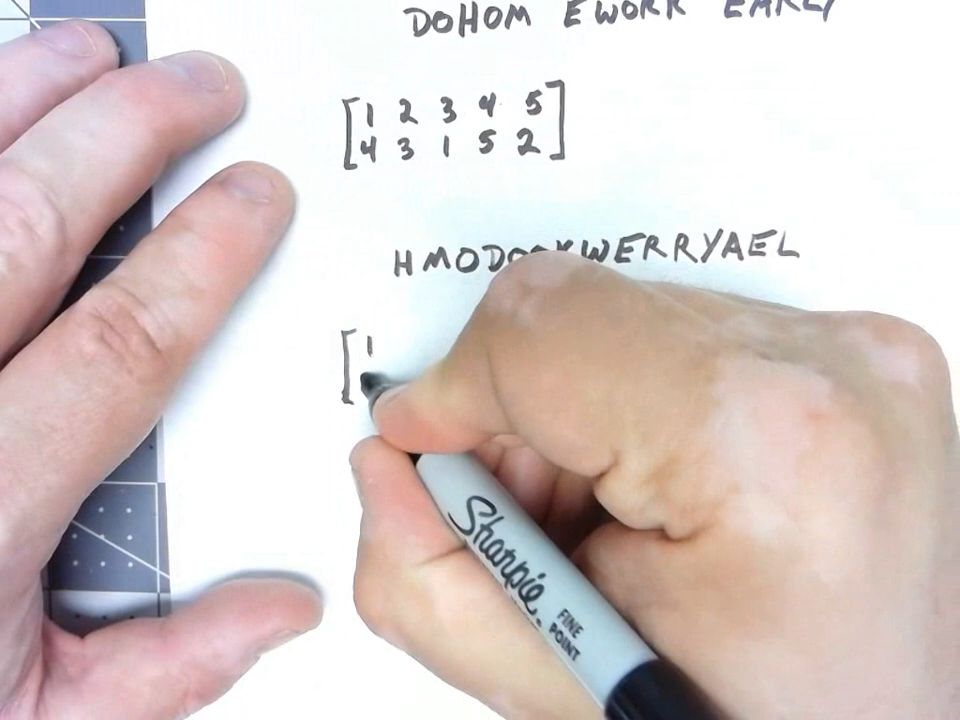 DOHOM EWORK EARLY
1 2 3 4 5
4 3 1 5 2
1
Sharpie
FINE
POINT